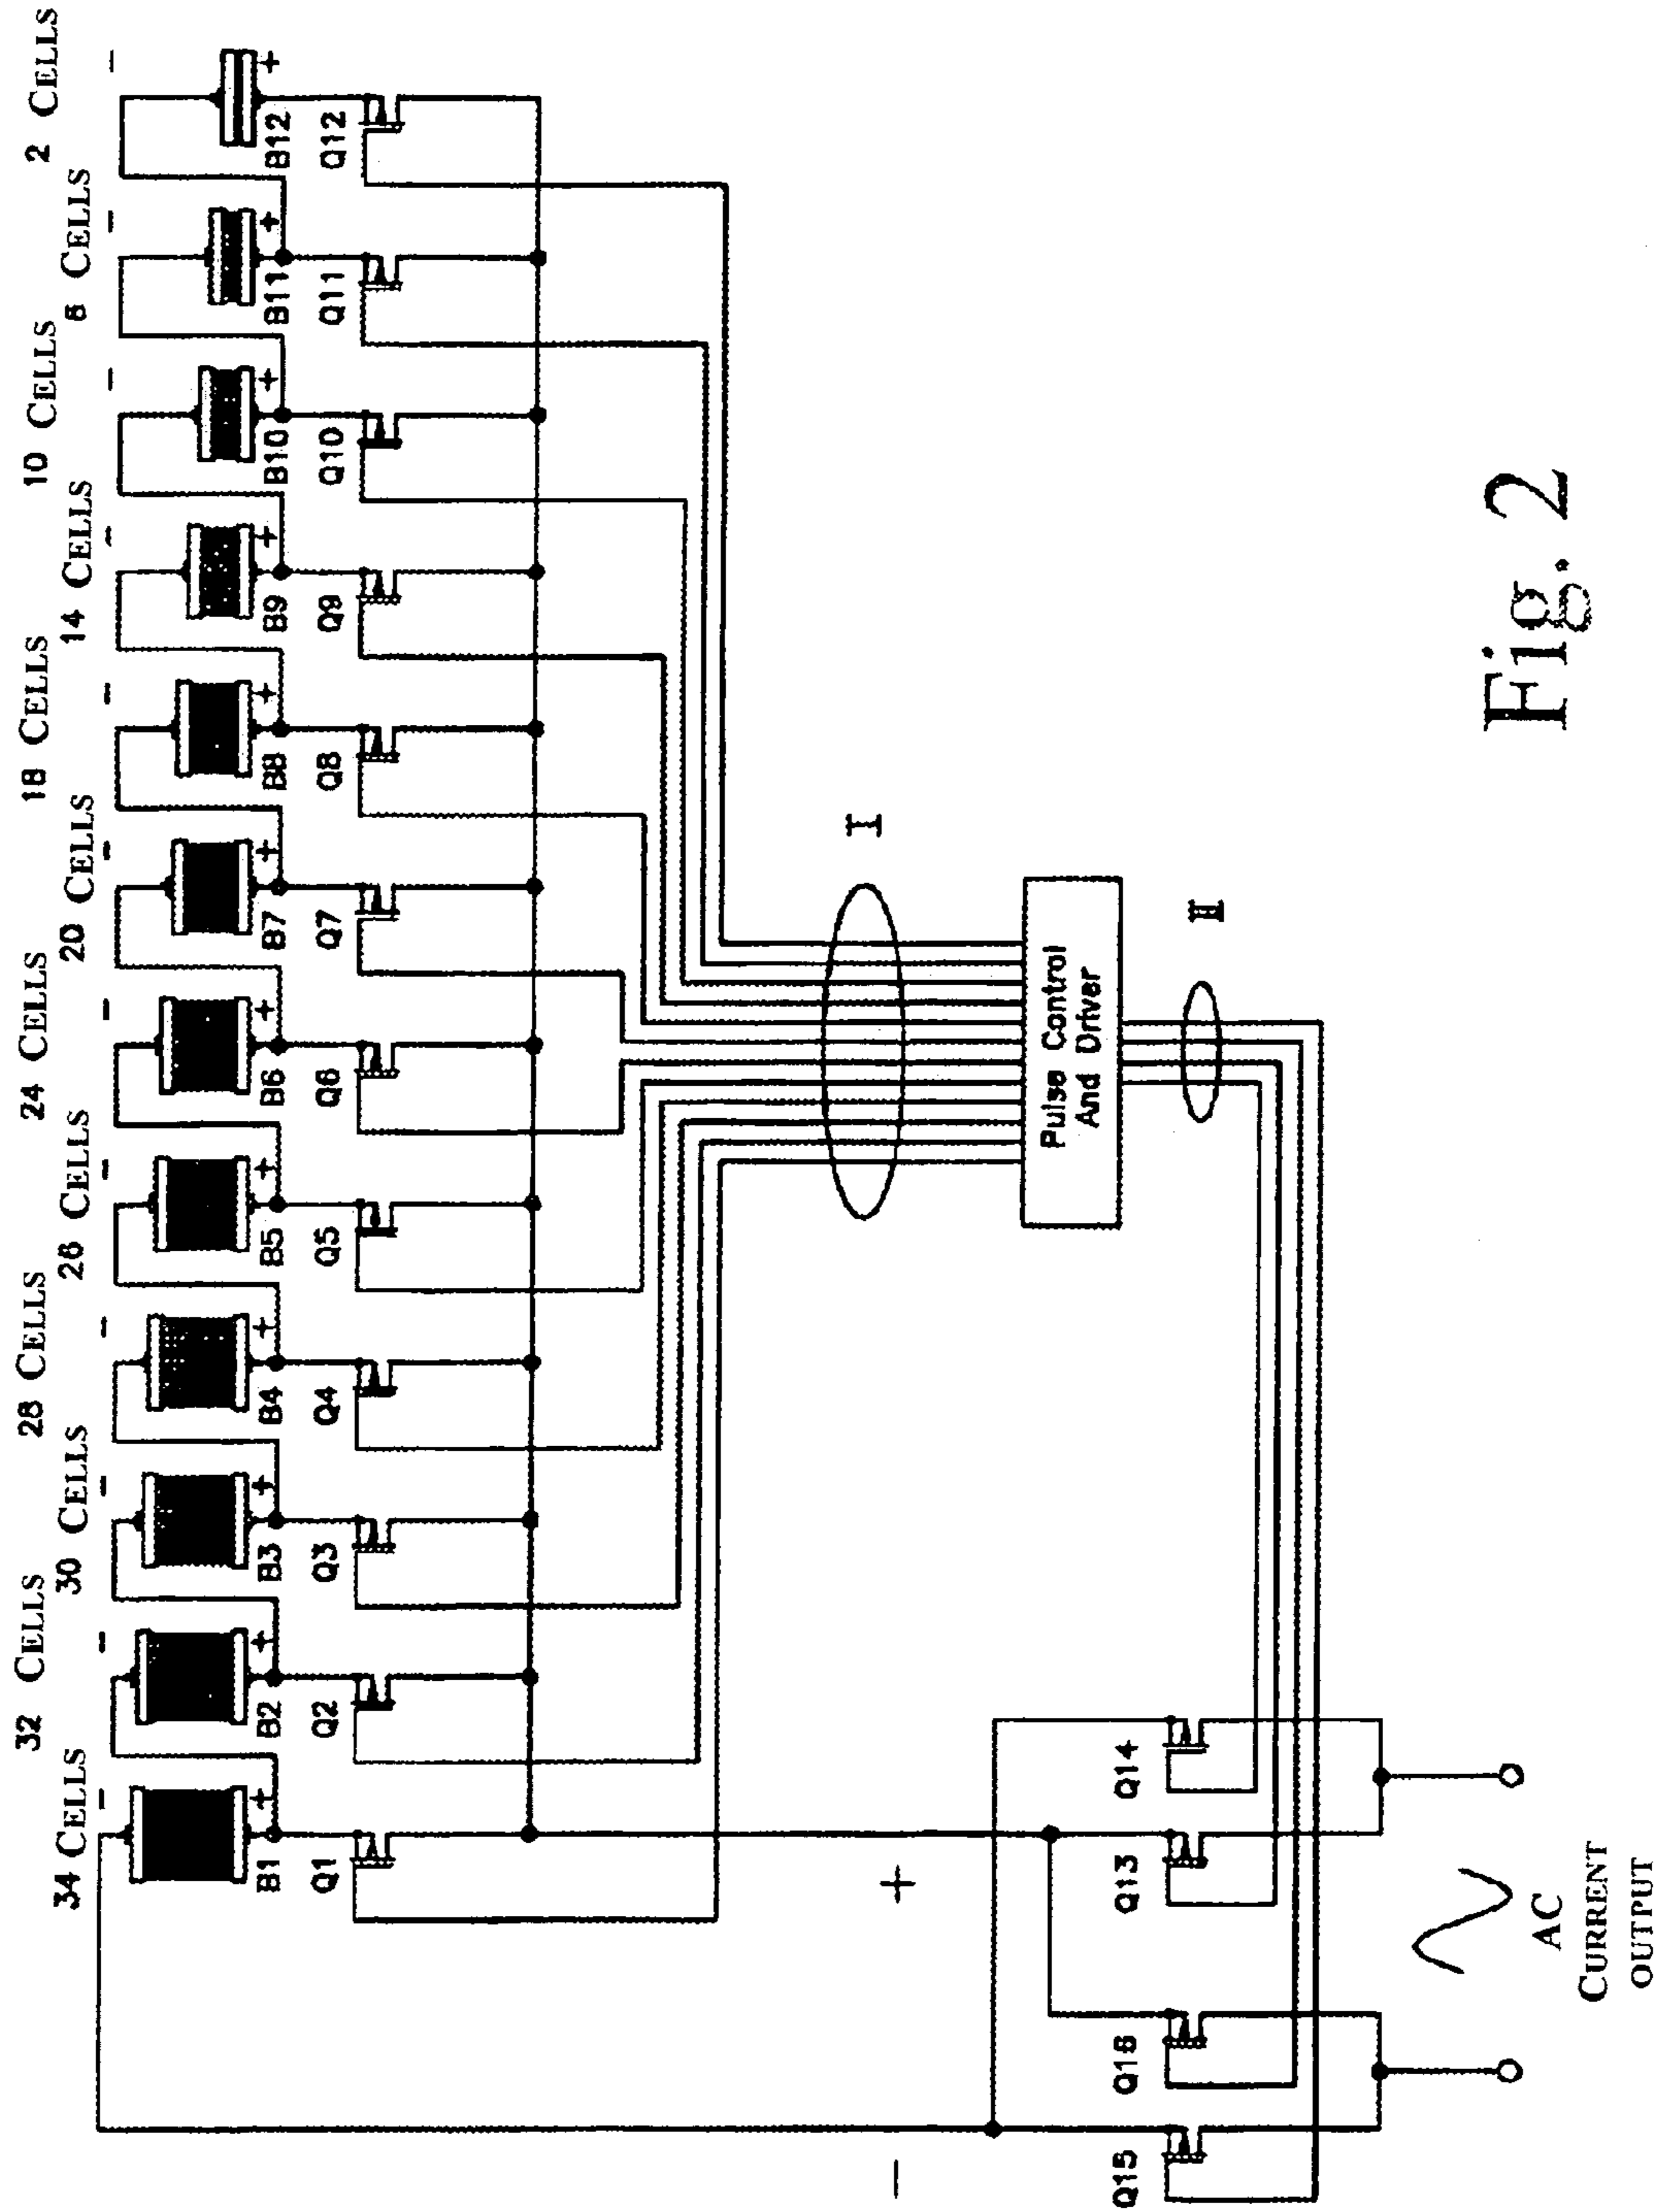 34 CELLS
32 CELLS
30 CELLS
28 CELLS
26 CELLS
24 CELLS
20 CELLS
18 CELLS
14 CELLS
10 CELLS
6 CELLS
2 CELLS
− − − − − − − − − − − −
+ + + + + + + + + + + +
B1 B2 B3 B4 B5 B6 B7 B8 B9 B10 B11 B12
Q1 Q2 Q3 Q4 Q5 Q6 Q7 Q8 Q9 Q10 Q11 Q12
I
− +
Pulse Control
And Driver
Q15 Q16 Q13 Q14
II
AC
CURRENT
OUTPUT
Fig. 2